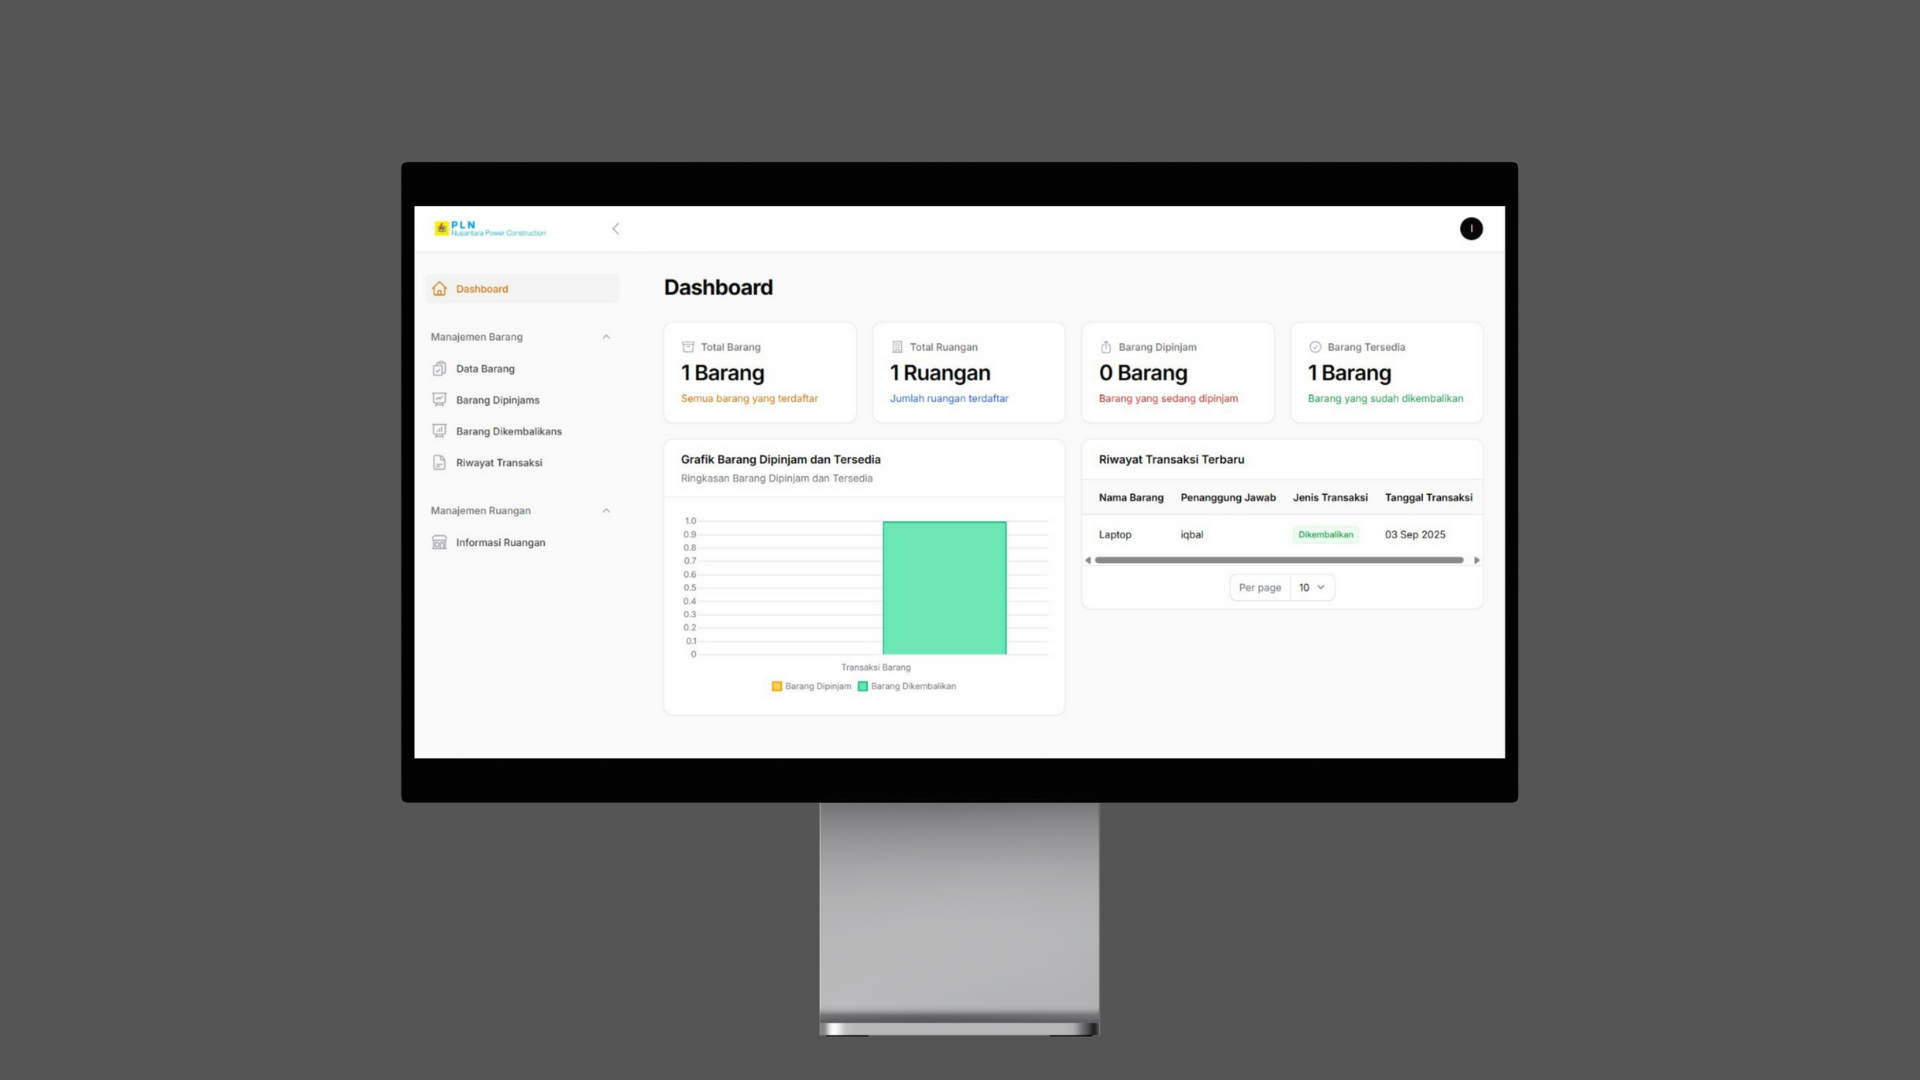 PLN
Nusantara Power Construction
I
Dashboard
Manajemen Barang
Data Barang
Barang Dipinjams
Barang Dikembalikans
Riwayat Transaksi
Manajemen Ruangan
Informasi Ruangan
Dashboard
Total Barang
1 Barang
Semua barang yang terdaftar
Total Ruangan
1 Ruangan
Jumlah ruangan terdaftar
Barang Dipinjam
0 Barang
Barang yang sedang dipinjam
Barang Tersedia
1 Barang
Barang yang sudah dikembalikan
Grafik Barang Dipinjam dan Tersedia
Ringkasan Barang Dipinjam dan Tersedia
1.0
0.9
0.8
0.7
0.6
0.5
0.4
0.3
0.2
0.1
0
Transaksi Barang
Barang Dipinjam Barang Dikembalikan
Riwayat Transaksi Terbaru
Nama Barang Penanggung Jawab Jenis Transaksi Tanggal Transaksi
Laptop iqbal Dikembalikan 03 Sep 2025
Per page 10